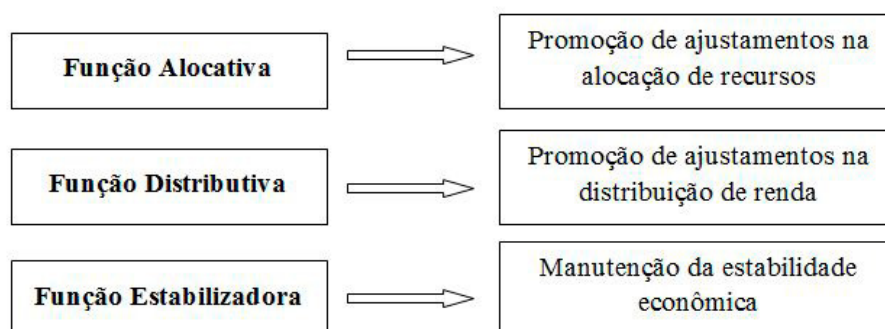 Função Alocativa
Promoção de ajustamentos na
alocação de recursos
Função Distributiva
Promoção de ajustamentos na
distribuição de renda
Função Estabilizadora
Manutenção da estabilidade
econômica